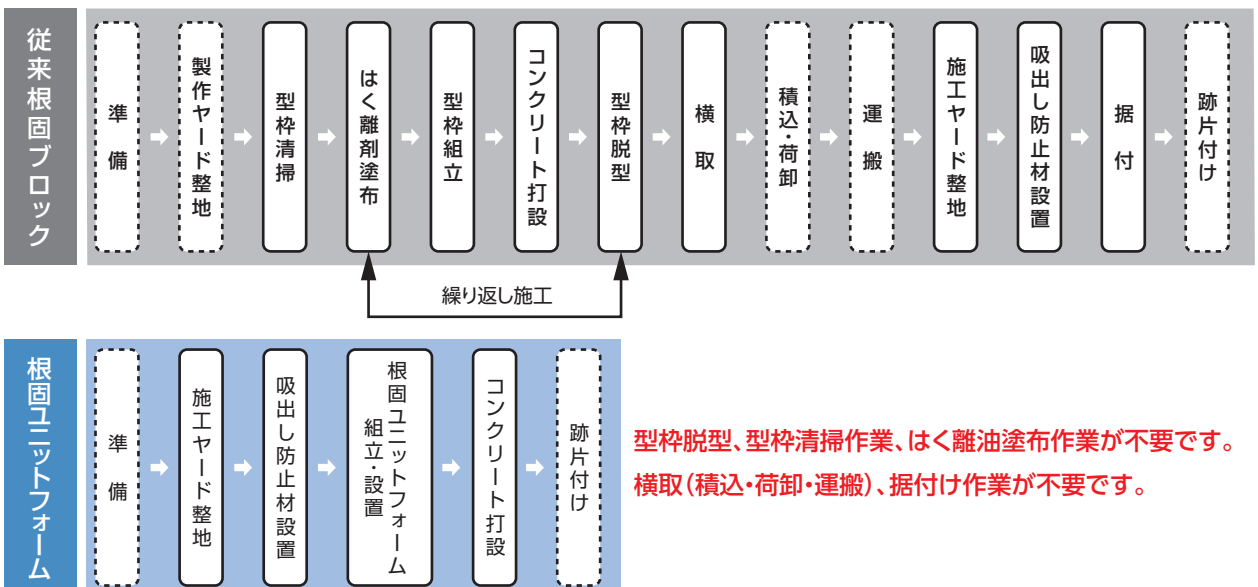 従来根固ブロック
準備
製作ヤード整地
型枠清掃
はく離剤塗布
型枠組立
コンクリート打設
型枠脱型
横取
積込・荷卸
運搬
施工ヤード整地
吸出し防止材設置
据付
跡片付け
繰り返し施工
根固ユニットフォーム
準備
施工ヤード整地
吸出し防止材設置
根固ユニットフォーム
組立・設置
コンクリート打設
跡片付け
型枠脱型、型枠清掃作業、はく離油塗布作業が不要です。
横取(積込・荷卸・運搬)、据付け作業が不要です。